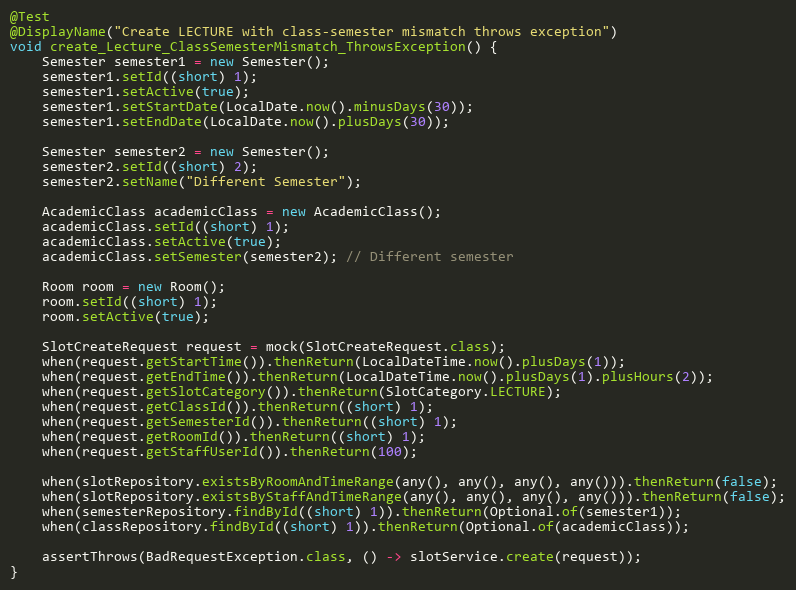 @Test
@DisplayName("Create LECTURE with class-semester mismatch throws exception")
void create_Lecture_ClassSemesterMismatch_ThrowsException() {
    Semester semester1 = new Semester();
    semester1.setId((short) 1);
    semester1.setActive(true);
    semester1.setStartDate(LocalDate.now().minusDays(30));
    semester1.setEndDate(LocalDate.now().plusDays(30));

    Semester semester2 = new Semester();
    semester2.setId((short) 2);
    semester2.setName("Different Semester");

    AcademicClass academicClass = new AcademicClass();
    academicClass.setId((short) 1);
    academicClass.setActive(true);
    academicClass.setSemester(semester2); // Different semester

    Room room = new Room();
    room.setId((short) 1);
    room.setActive(true);

    SlotCreateRequest request = mock(SlotCreateRequest.class);
    when(request.getStartTime()).thenReturn(LocalDateTime.now().plusDays(1));
    when(request.getEndTime()).thenReturn(LocalDateTime.now().plusDays(1).plusHours(2));
    when(request.getSlotCategory()).thenReturn(SlotCategory.LECTURE);
    when(request.getClassId()).thenReturn((short) 1);
    when(request.getSemesterId()).thenReturn((short) 1);
    when(request.getRoomId()).thenReturn((short) 1);
    when(request.getStaffUserId()).thenReturn(100);

    when(slotRepository.existsByRoomAndTimeRange(any(), any(), any(), any())).thenReturn(false);
    when(slotRepository.existsByStaffAndTimeRange(any(), any(), any(), any())).thenReturn(false);
    when(semesterRepository.findById((short) 1)).thenReturn(Optional.of(semester1));
    when(classRepository.findById((short) 1)).thenReturn(Optional.of(academicClass));

    assertThrows(BadRequestException.class, () -> slotService.create(request));
}